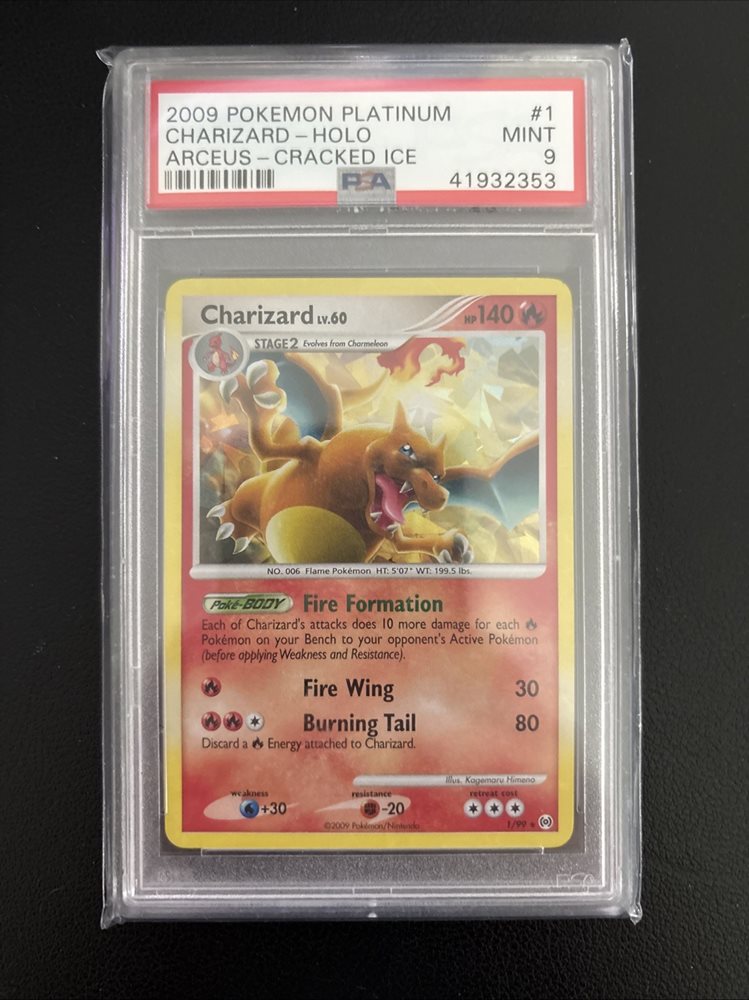 2009 POKEMON PLATINUM #1
CHARIZARD-HOLO MINT
ARCEUS-CRACKED ICE 9
PSA 41932353
Charizard LV.60 HP 140
STAGE2 Evolves from Charmeleon
NO. 006 Flame Pokémon HT: 5'07" WT: 199.5 lbs.
Poké-BODY Fire Formation
Each of Charizard's attacks does 10 more damage for each
Pokémon on your Bench to your opponent's Active Pokémon
(before applying Weakness and Resistance).
Fire Wing 30
Burning Tail 80
Discard a Energy attached to Charizard.
Illus. Kagemaru Himeno
weakness resistance retreat cost
+30 -20
©2009 Pokémon/Nintendo 1/99